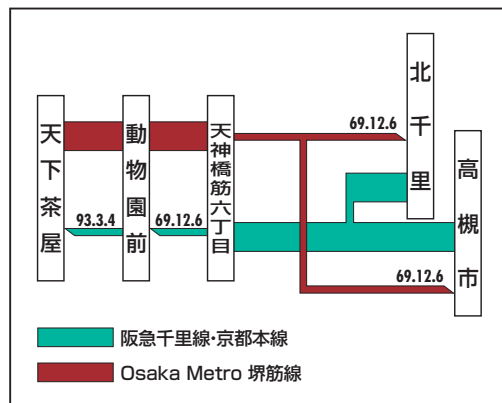 北千里
69.12.6
天下茶屋
動物園前
天神橋筋六丁目
高槻市
93.3.4
69.12.6
69.12.6
阪急千里線・京都本線
Osaka Metro 堺筋線